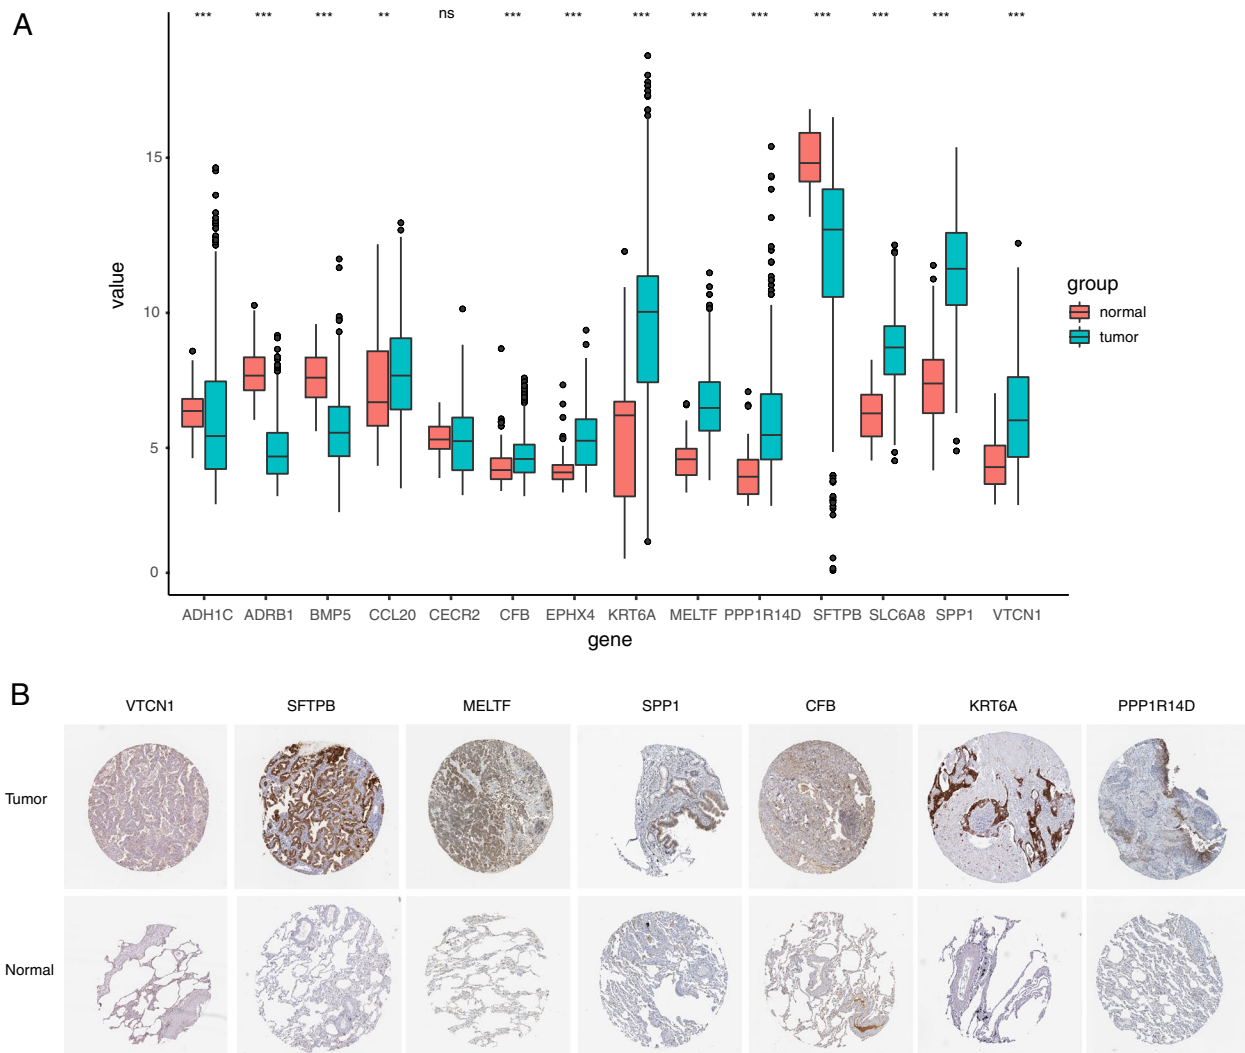 A
*** *** *** ** ns *** *** *** *** *** *** *** *** ***
15
10
5
0
value
group
normal
tumor
ADH1C ADRB1 BMP5 CCL20 CECR2 CFB EPHX4 KRT6A MELTF PPP1R14D SFTPB SLC6A8 SPP1 VTCN1
gene
B
VTCN1 SFTPB MELTF SPP1 CFB KRT6A PPP1R14D
Tumor
Normal